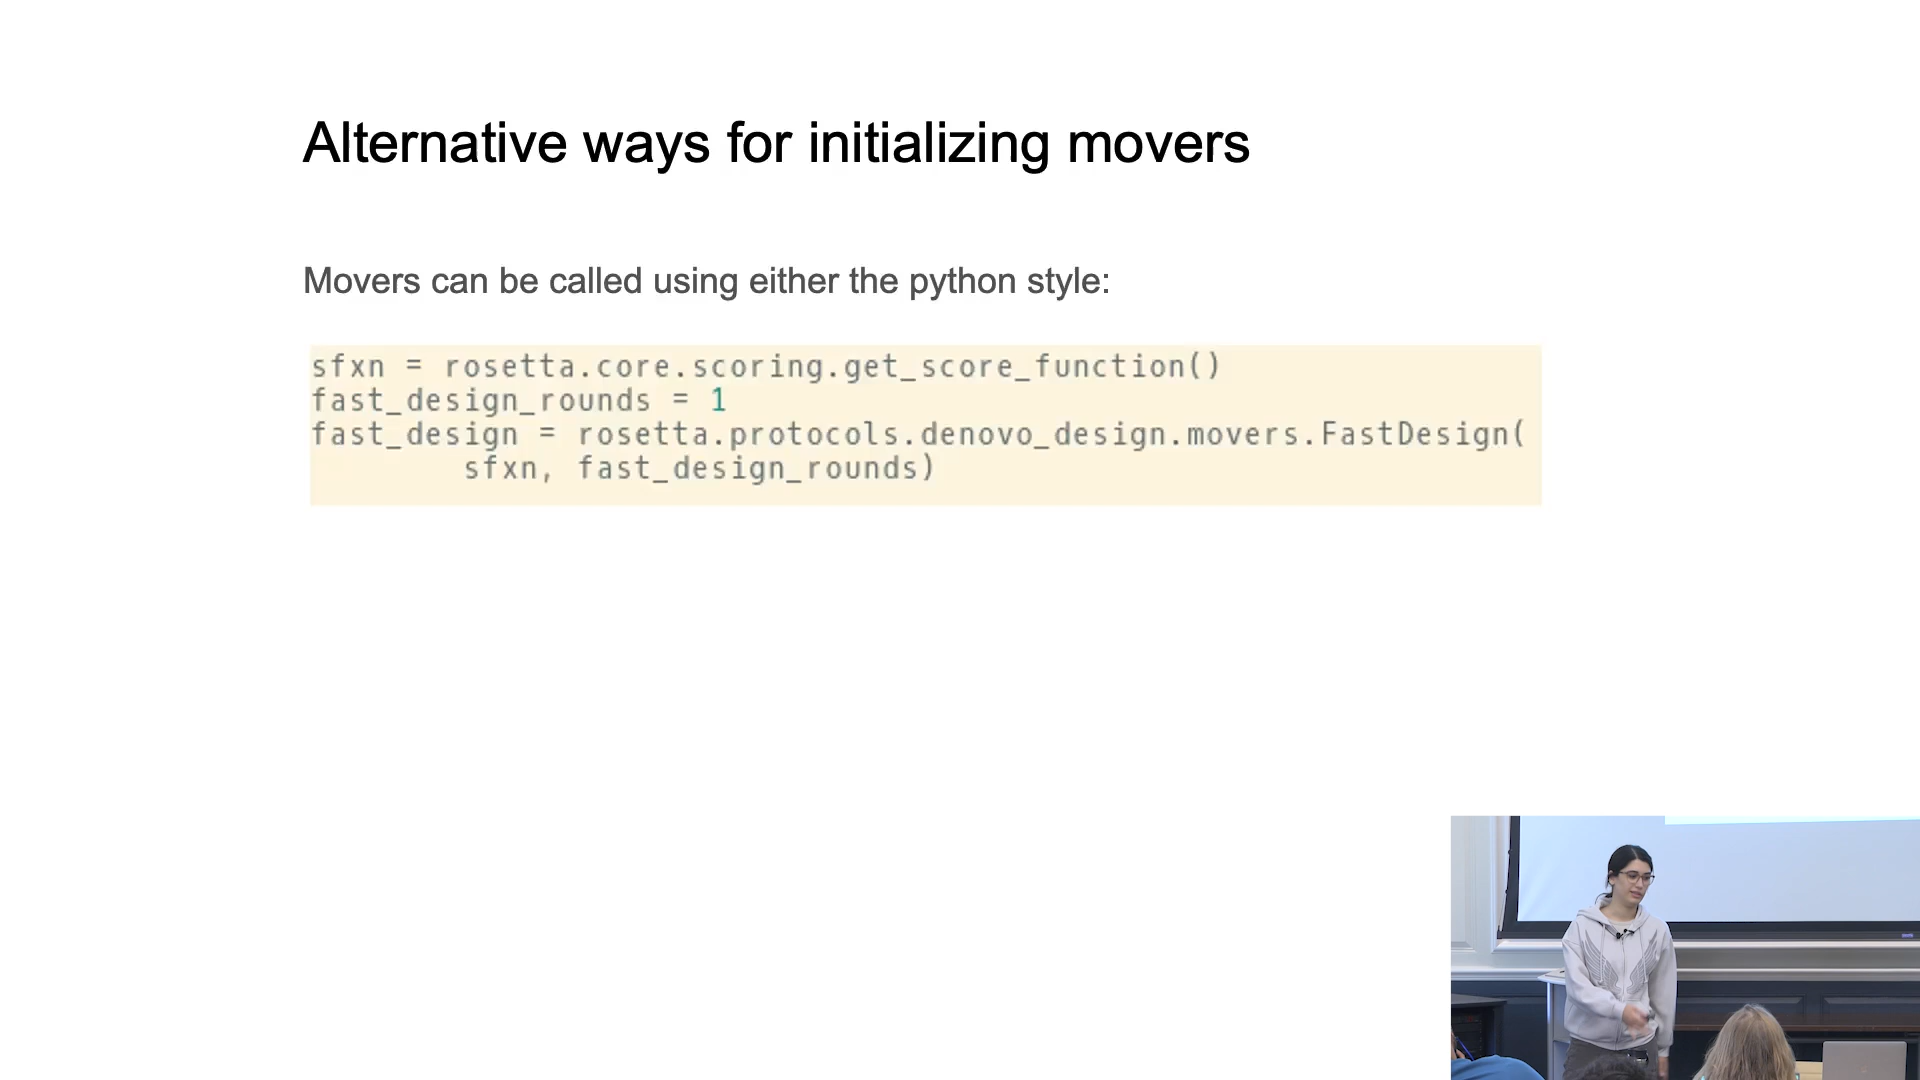 Alternative ways for initializing movers
Movers can be called using either the python style:
sfxn = rosetta.core.scoring.get_score_function()
fast_design_rounds = 1
fast_design = rosetta.protocols.denovo_design.movers.FastDesign(
        sfxn, fast_design_rounds)